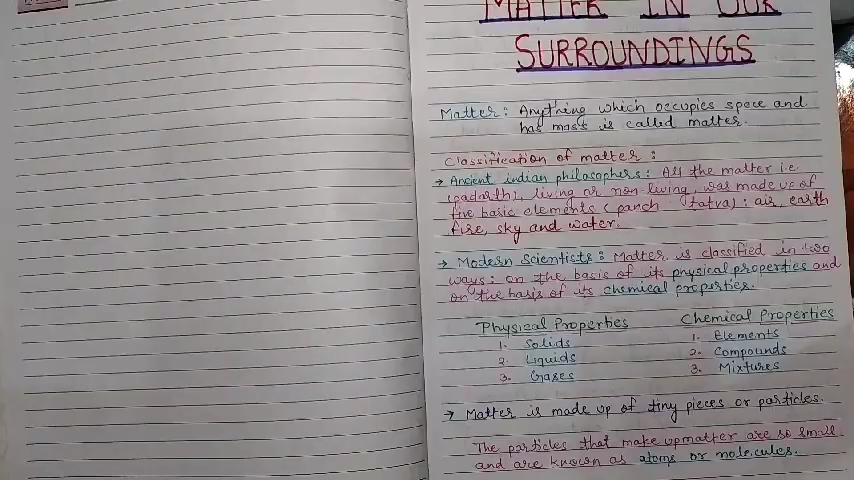 MATTER IN OUR
SURROUNDINGS
Matter: Anything which occupies space and
has mass is called matter.
Classification of matter :
→ Ancient indian philosophers: All the matter i.e.
(padarth), living or non living, was made up of
five basic elements (panch tatva): air, earth
fire, sky and water.
→ Modern Scientists: Matter is classified in two
ways: on the basis of its physical properties and
on the basis of its chemical properties.
Physical Properties Chemical Properties
1. Solids 1. Elements
2. Liquids 2. Compounds
3. Gases 3. Mixtures
→ Matter is made up of tiny pieces or particles.
The particles that make up matter are so small
and are known as atoms or molecules.